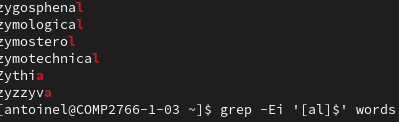 zygosphenal
zymological
zymosterol
zymotechnical
Zythia
zyzzyva
[antoinel@COMP2766-1-03 ~]$ grep -Ei '[al]$' words